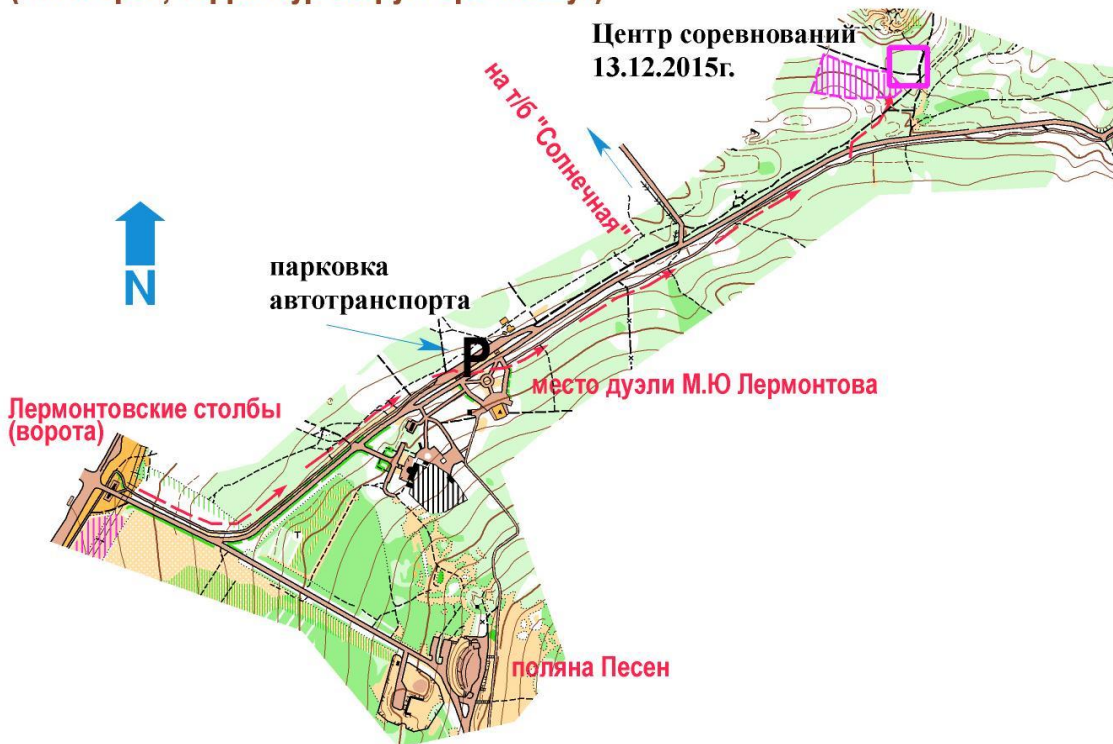 Центр соревнований
13.12.2015г.
на т/б "Солнечная"
N
парковка
автотранспорта
P
место дуэли М.Ю Лермонтова
Лермонтовские столбы
(ворота)
поляна Песен